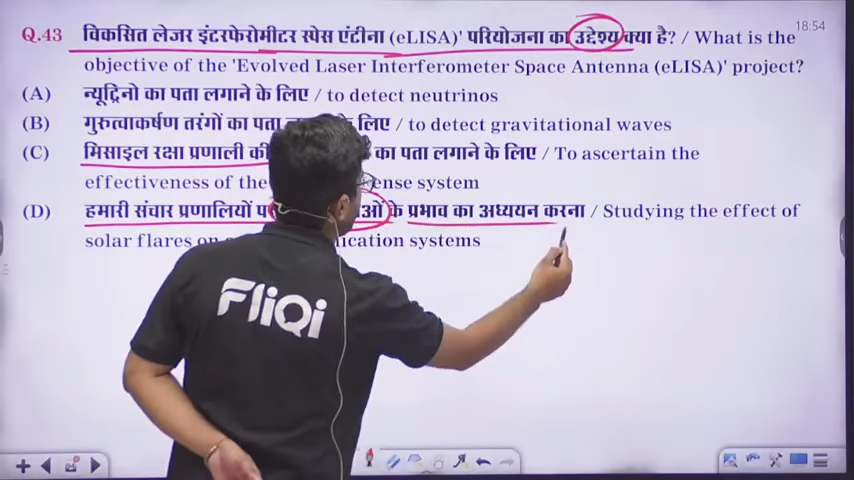 Q.43 विकसित लेजर इंटरफेरोमीटर स्पेस एंटीना (eLISA)' परियोजना का उद्देश्य क्या है? / What is the
18:54
objective of the 'Evolved Laser Interferometer Space Antenna (eLISA)' project?
(A) न्यूट्रिनो का पता लगाने के लिए / to detect neutrinos
(B) गुरुत्वाकर्षण तरंगों का पता के लिए / to detect gravitational waves
(C) मिसाइल रक्षा प्रणाली की का पता लगाने के लिए / To ascertain the
effectiveness of the system
(D) हमारी संचार प्रणालियों के प्रभाव का अध्ययन करना / Studying the effect of
solar flares on systems
FliQi